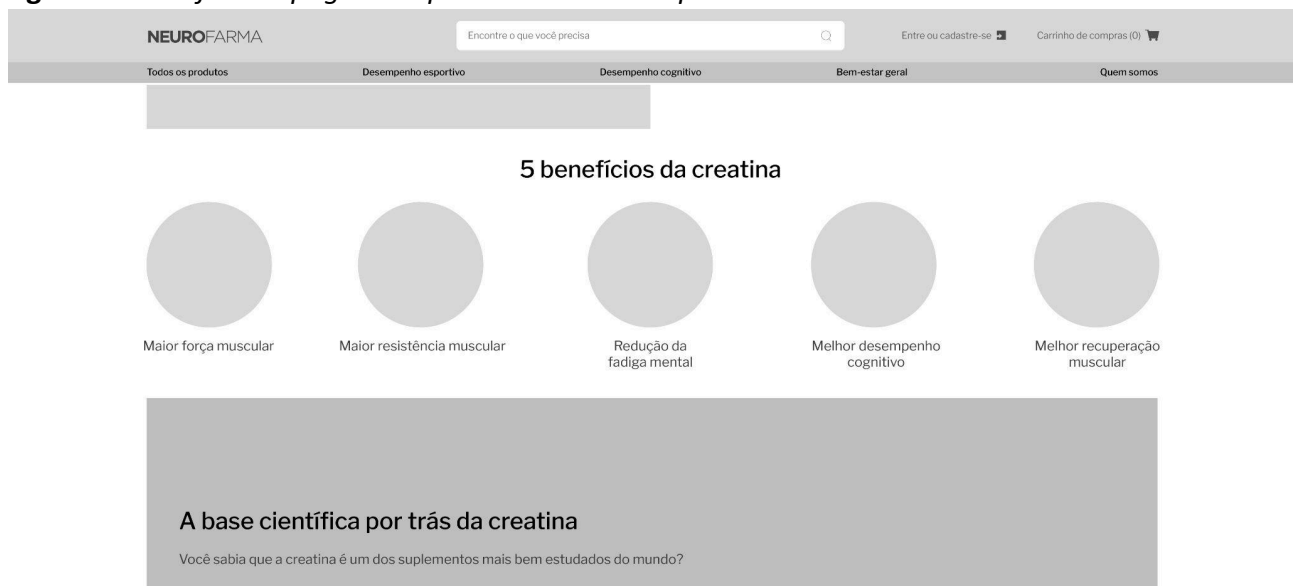 NEUROFARMA
Encontre o que você precisa
Entre ou cadastre-se
Carrinho de compras (0)
Todos os produtos
Desempenho esportivo
Desempenho cognitivo
Bem-estar geral
Quem somos
5 benefícios da creatina
Maior força muscular
Maior resistência muscular
Redução da
fadiga mental
Melhor desempenho
cognitivo
Melhor recuperação
muscular
A base científica por trás da creatina
Você sabia que a creatina é um dos suplementos mais bem estudados do mundo?